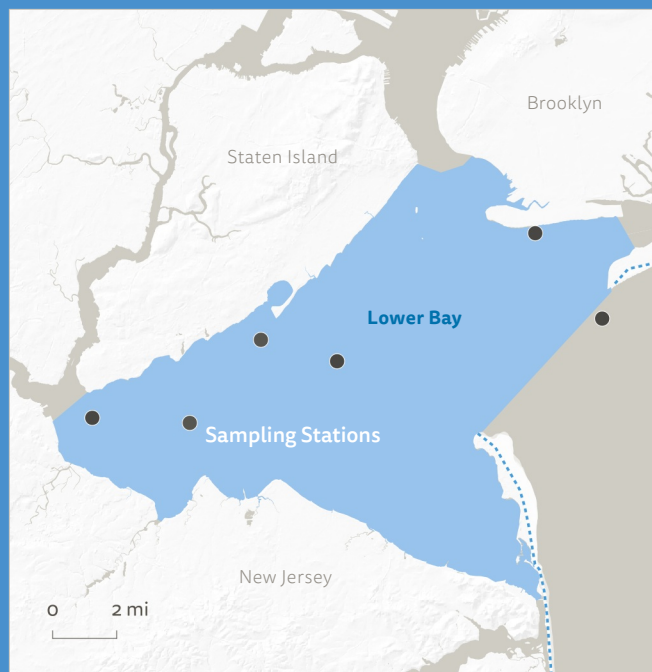 Brooklyn
Staten Island
Lower Bay
Sampling Stations
New Jersey
0 2 mi